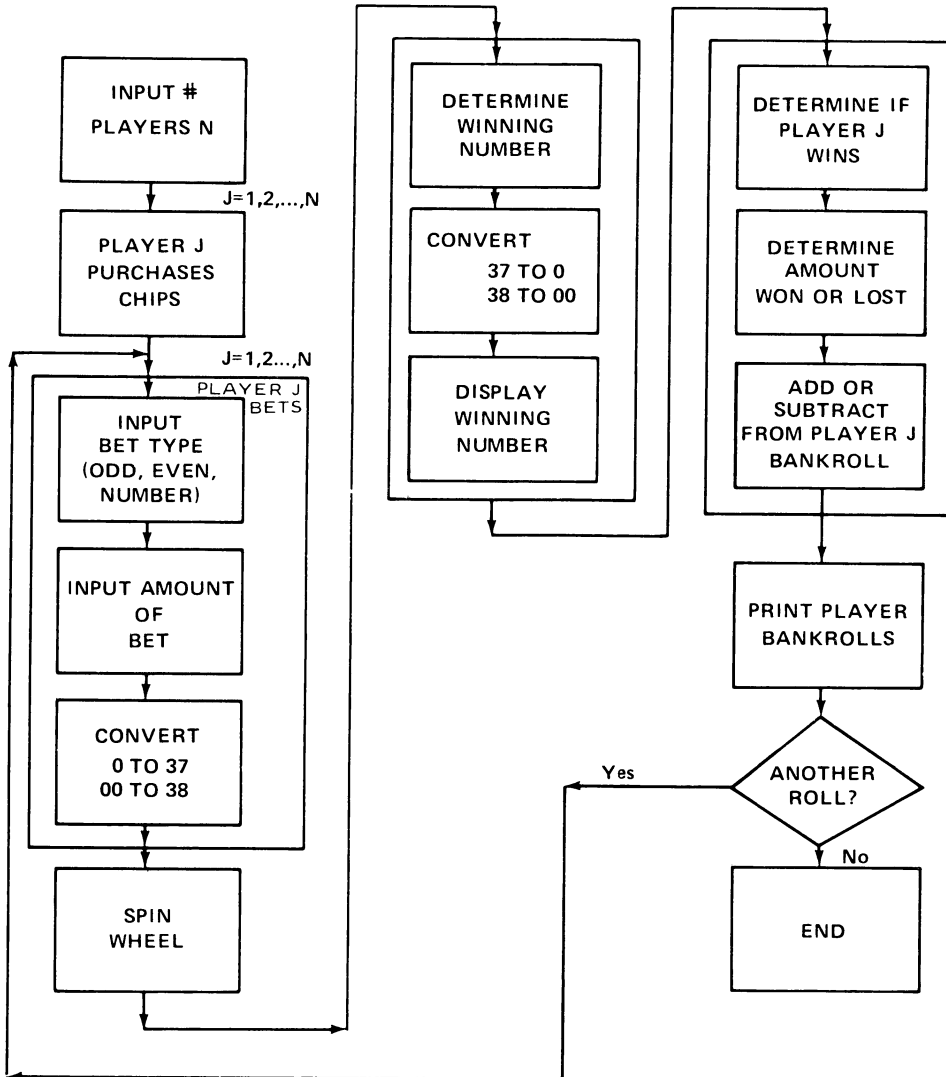 INPUT #
PLAYERS N
J=1,2,...,N
PLAYER J
PURCHASES
CHIPS
J=1,2...,N
PLAYER J
BETS
INPUT
BET TYPE
(ODD, EVEN,
NUMBER)
INPUT AMOUNT
OF
BET
CONVERT
0 TO 37
00 TO 38
SPIN
WHEEL
DETERMINE
WINNING
NUMBER
CONVERT
37 TO 0
38 TO 00
DISPLAY
WINNING
NUMBER
DETERMINE IF
PLAYER J
WINS
DETERMINE
AMOUNT
WON OR LOST
ADD OR
SUBTRACT
FROM PLAYER J
BANKROLL
PRINT PLAYER
BANKROLLS
ANOTHER
ROLL?
Yes
No
END